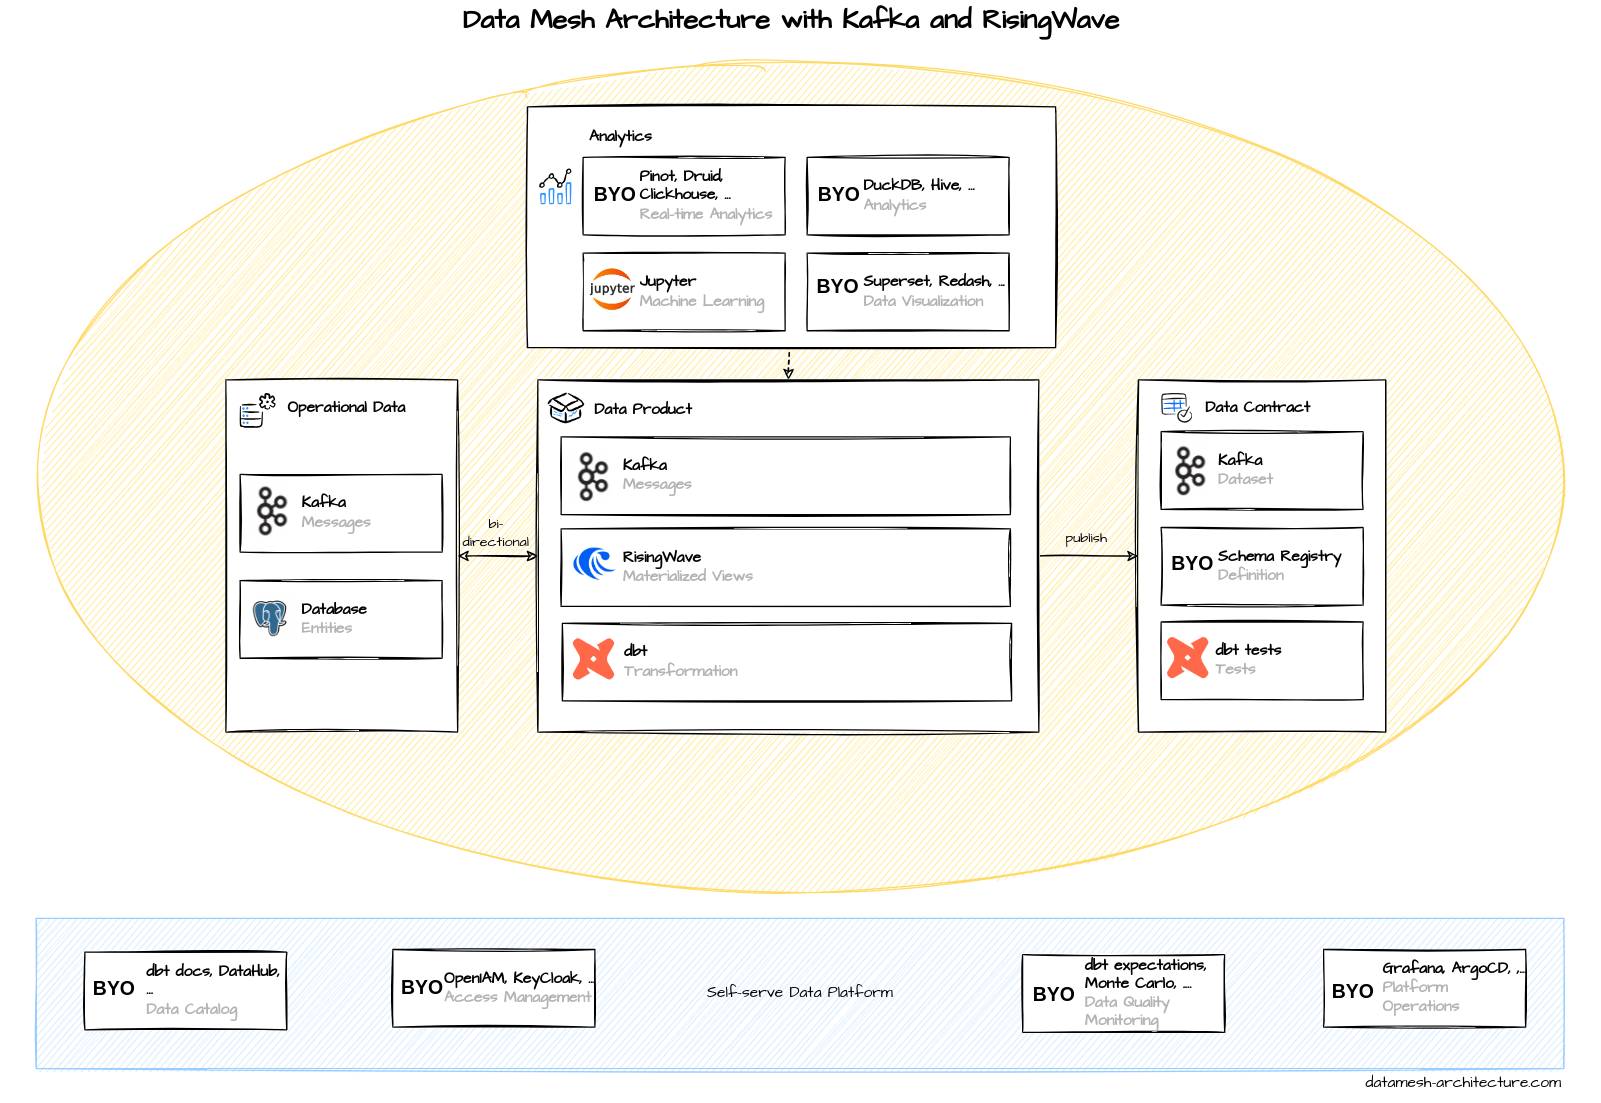 Data Mesh Architecture with Kafka and RisingWave
Analytics
BYO
Pinot, Druid,
Clickhouse, ...
Real-time Analytics
BYO
DuckDB, Hive, ...
Analytics
jupyter
Jupyter
Machine Learning
BYO
Superset, Redash, ...
Data Visualization
Operational Data
Kafka
Messages
Database
Entities
bi-
directional
Data Product
Kafka
Messages
RisingWave
Materialized Views
dbt
Transformation
publish
Data Contract
Kafka
Dataset
BYO
Schema Registry
Definition
dbt tests
Tests
BYO
dbt docs, DataHub,
...
Data Catalog
BYO
OpenIAM, KeyCloak, ...
Access Management
Self-serve Data Platform
BYO
dbt expectations,
Monte Carlo, ....
Data Quality
Monitoring
BYO
Grafana, ArgoCD, ,...
Platform
Operations
datamesh-architecture.com